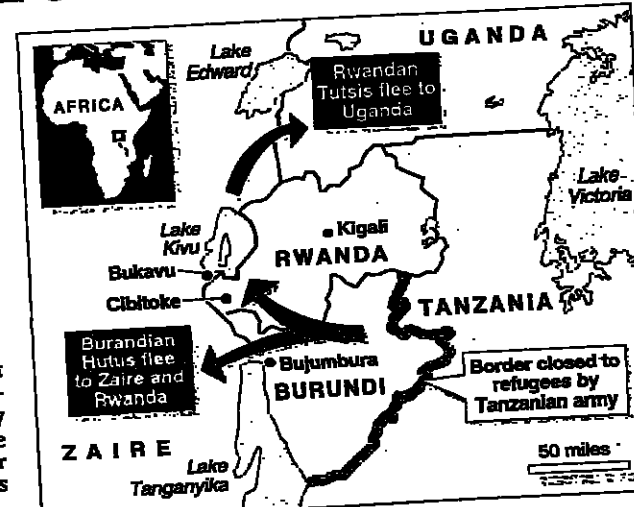 UGANDA
Lake
Edward
Rwandan
Tutsis flee to
Uganda
AFRICA
Lake
Victoria
Lake
Kivu
Kigali
RWANDA
Bukavu
Cibitoke
TANZANIA
Burandian
Hutus flee
to Zaire and
Rwanda
Bujumbura
BURUNDI
Border closed to
refugees by
Tanzanian army
ZAIRE
Lake
Tanganyika
50 miles